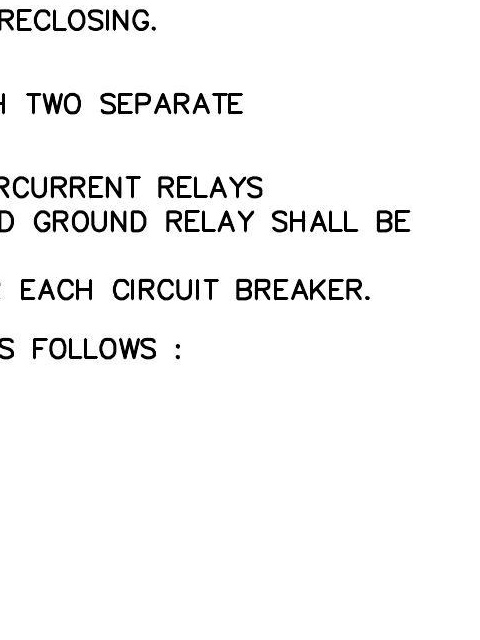 RECLOSING.
TWO SEPARATE
RCURRENT RELAYS
D GROUND RELAY SHALL BE
EACH CIRCUIT BREAKER.
S FOLLOWS :